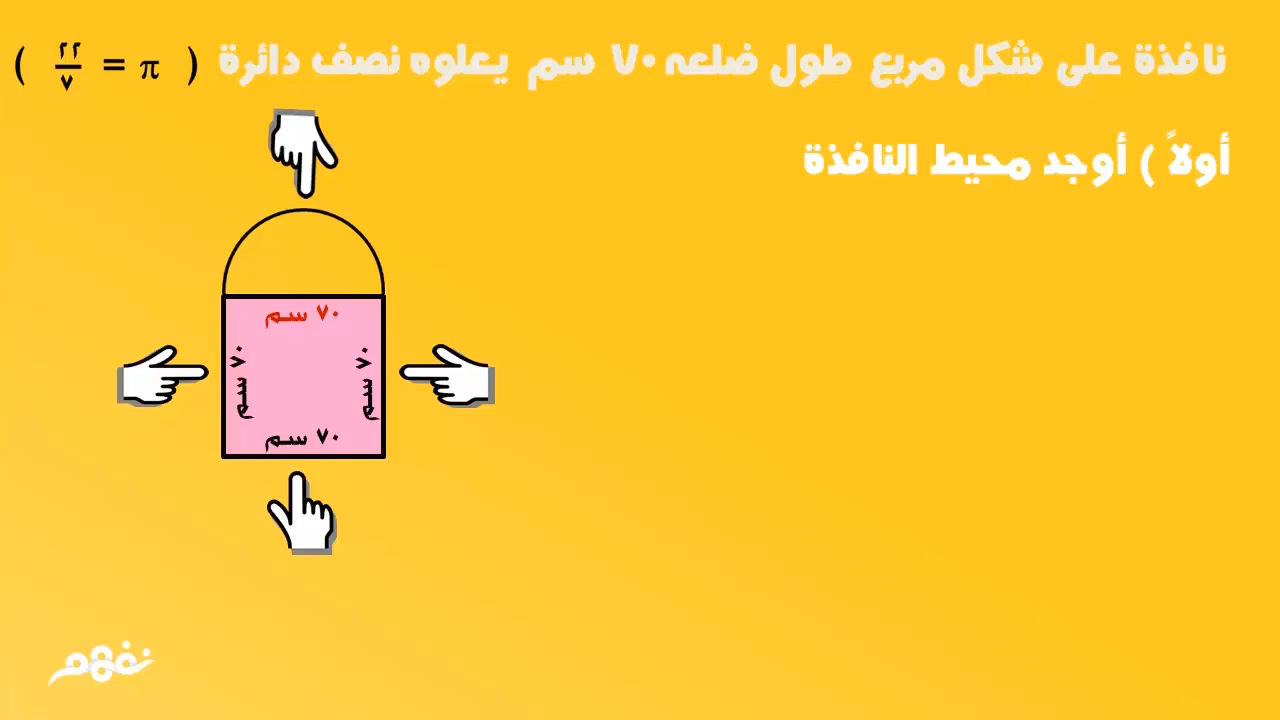 نافذة على شكل مربع طول ضلعه ٧٠ سم يعلوه نصف دائرة ( π = ٢٢/٧ )
أولاً ) أوجد محيط النافذة
٧٠ سم
٧٠ سم
٧٠ سم
٧٠ سم
نفهم